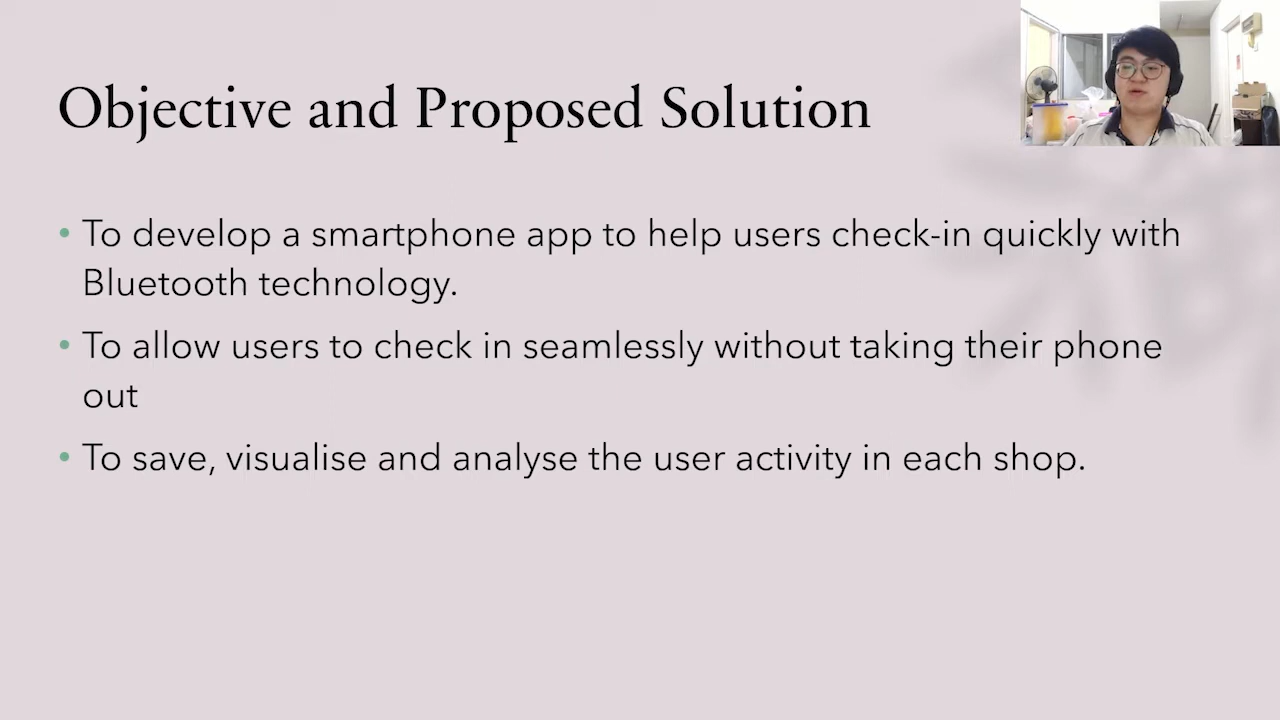 Objective and Proposed Solution
• To develop a smartphone app to help users check-in quickly with
Bluetooth technology.
• To allow users to check in seamlessly without taking their phone
out
• To save, visualise and analyse the user activity in each shop.